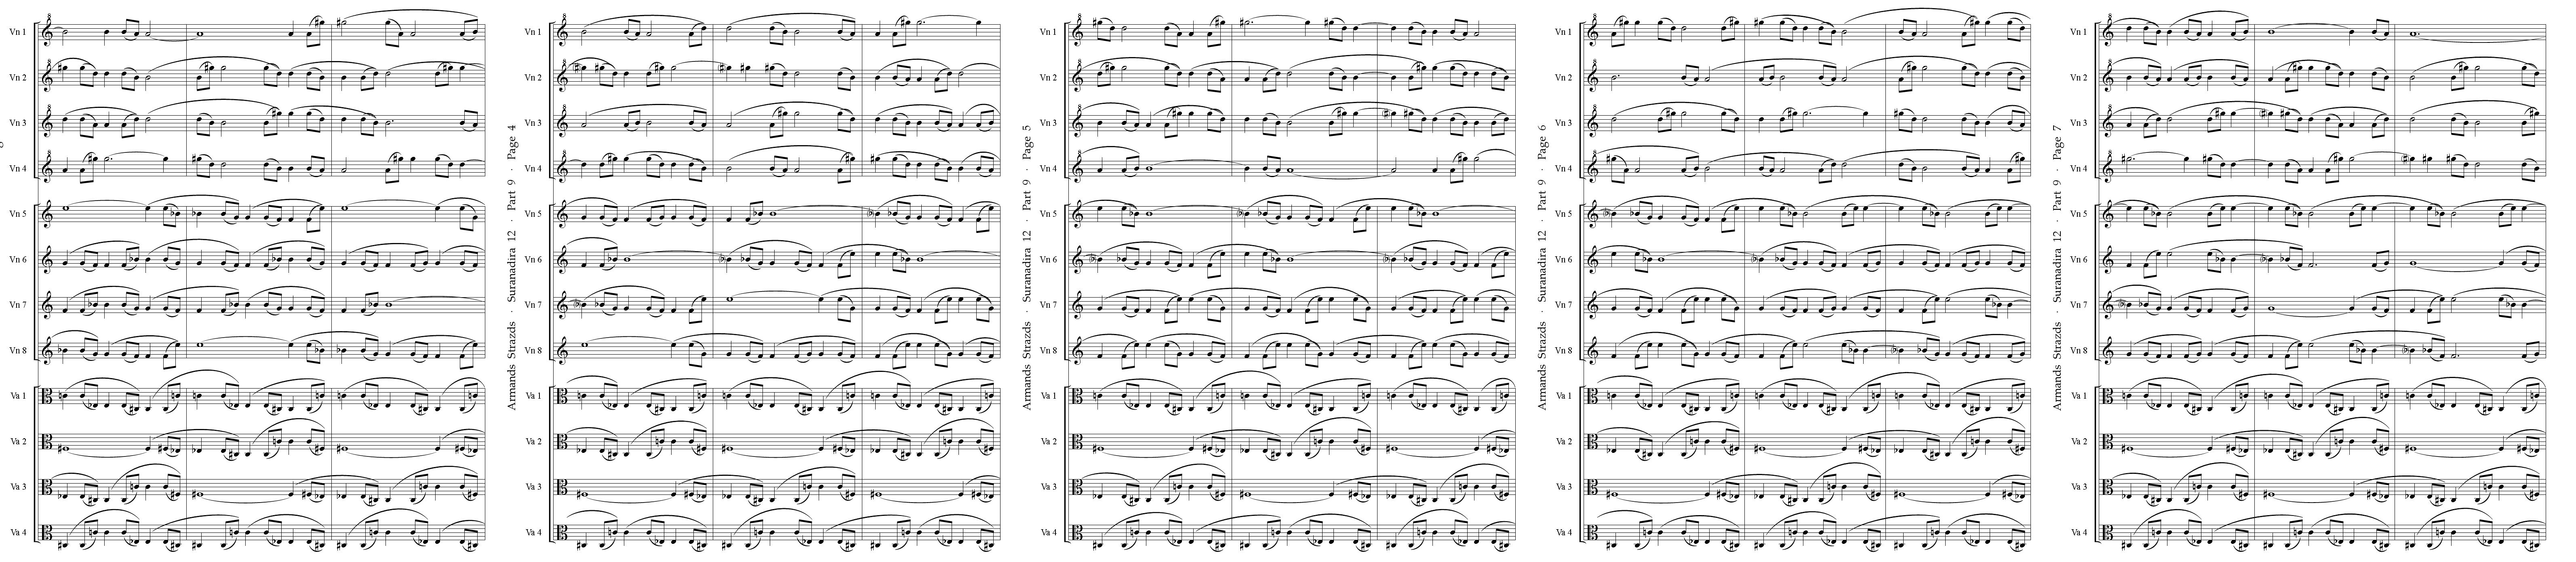 Vn 1
Vn 2
Vn 3
Vn 4
Vn 5
Vn 6
Vn 7
Vn 8
Va 1
Va 2
Va 3
Va 4
Armands Strazds · Suranadira 12 · Part 9 · Page 4
Vn 1
Vn 2
Vn 3
Vn 4
Vn 5
Vn 6
Vn 7
Vn 8
Va 1
Va 2
Va 3
Va 4
Armands Strazds · Suranadira 12 · Part 9 · Page 5
Vn 1
Vn 2
Vn 3
Vn 4
Vn 5
Vn 6
Vn 7
Vn 8
Va 1
Va 2
Va 3
Va 4
Armands Strazds · Suranadira 12 · Part 9 · Page 6
Vn 1
Vn 2
Vn 3
Vn 4
Vn 5
Vn 6
Vn 7
Vn 8
Va 1
Va 2
Va 3
Va 4
Armands Strazds · Suranadira 12 · Part 9 · Page 7
Vn 1
Vn 2
Vn 3
Vn 4
Vn 5
Vn 6
Vn 7
Vn 8
Va 1
Va 2
Va 3
Va 4